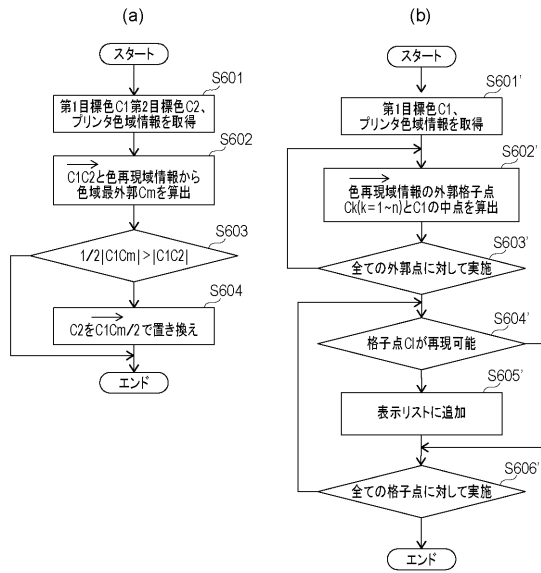 (a)
スタート
S601
第1目標色C1第2目標色C2、
プリンタ色域情報を取得
S602
C1C2と色再現域情報から
色域最外郭Cmを算出
S603
1/2|C1Cm|>|C1C2|
S604
C2をC1Cm/2で置き換え
エンド
(b)
スタート
S601'
第1目標色C1、
プリンタ色域情報を取得
S602'
色再現域情報の外郭格子点
Ck(k=1~n)とC1の中点を算出
S603'
全ての外郭点に対して実施
S604'
格子点Clが再現可能
S605'
表示リストに追加
S606'
全ての格子点に対して実施
エンド